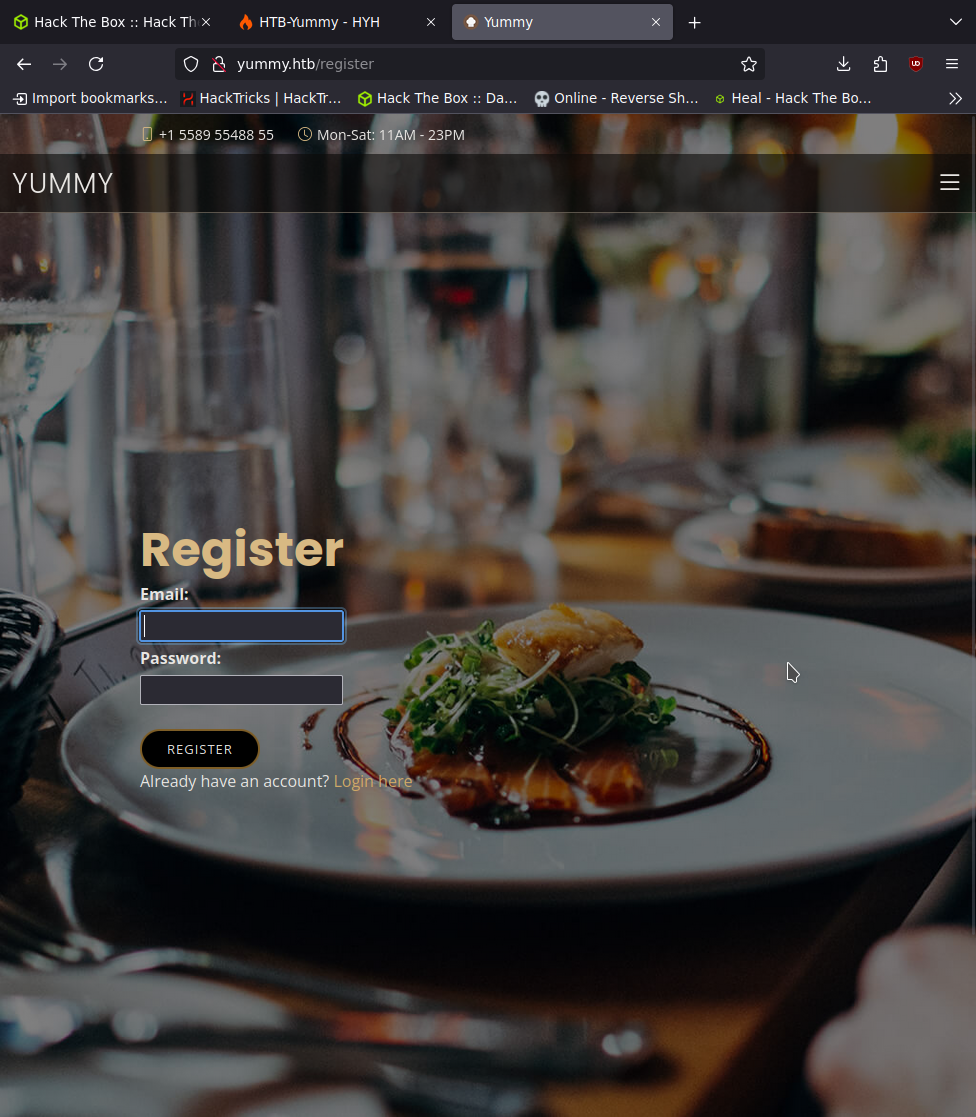 Hack The Box :: Hack Th
HTB-Yummy - HYH
Yummy
yummy.htb/register
UD
Import bookmarks...
HackTricks | HackTr...
Hack The Box :: Da...
Online - Reverse Sh...
Heal - Hack The Bo...
+1 5589 55488 55
Mon-Sat: 11AM - 23PM
YUMMY
Register
Email:
Password:
REGISTER
Already have an account? Login here